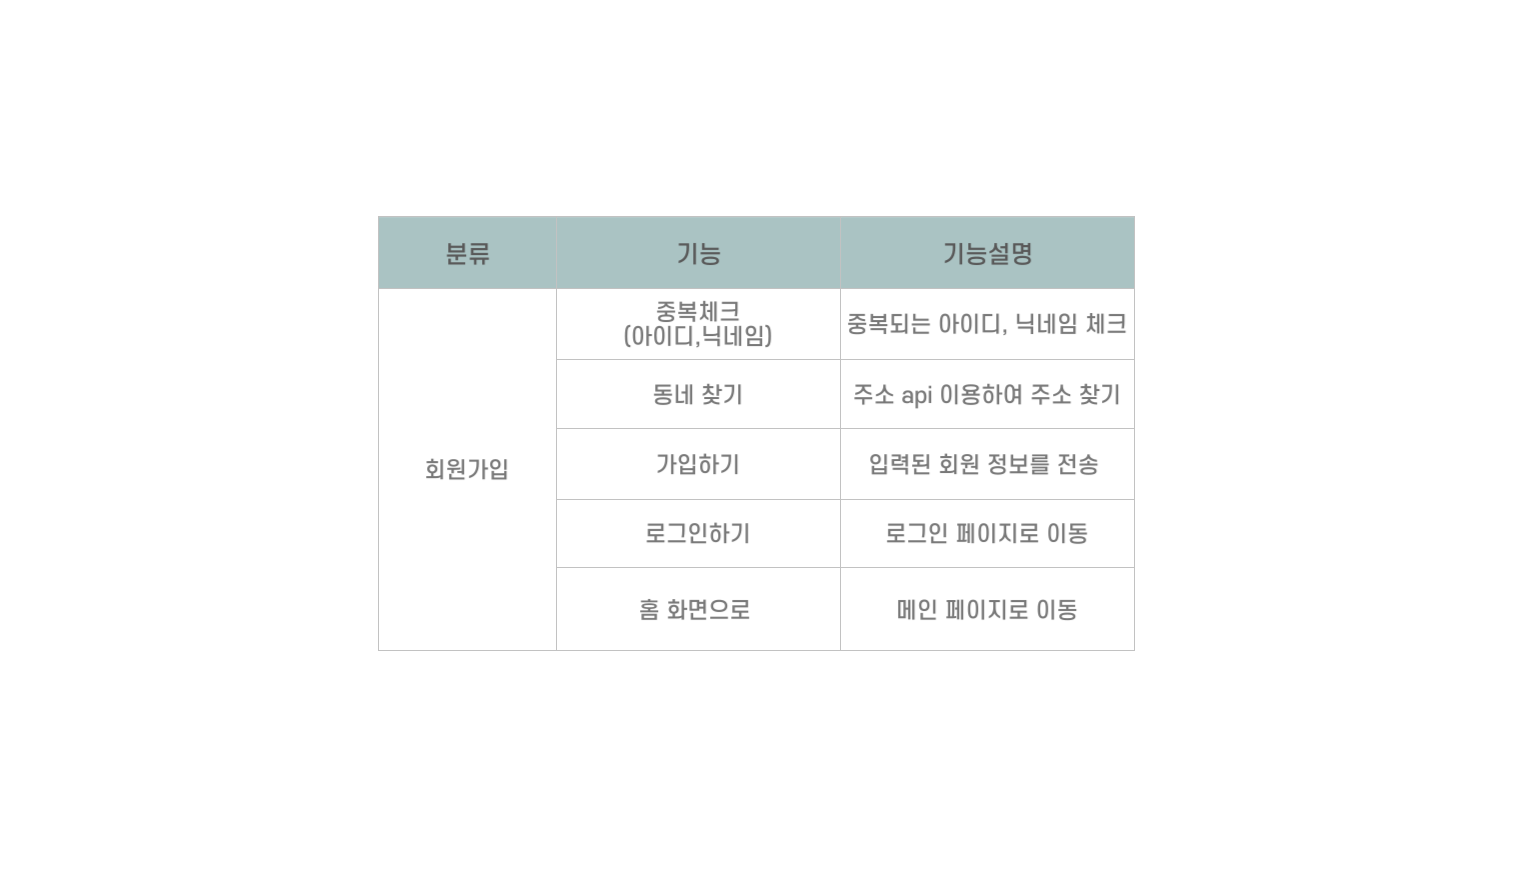 분류 기능 기능설명
중복체크
(아이디,닉네임)
중복되는 아이디, 닉네임 체크
동네 찾기 주소 api 이용하여 주소 찾기
회원가입
가입하기 입력된 회원 정보를 전송
로그인하기 로그인 페이지로 이동
홈 화면으로 메인 페이지로 이동